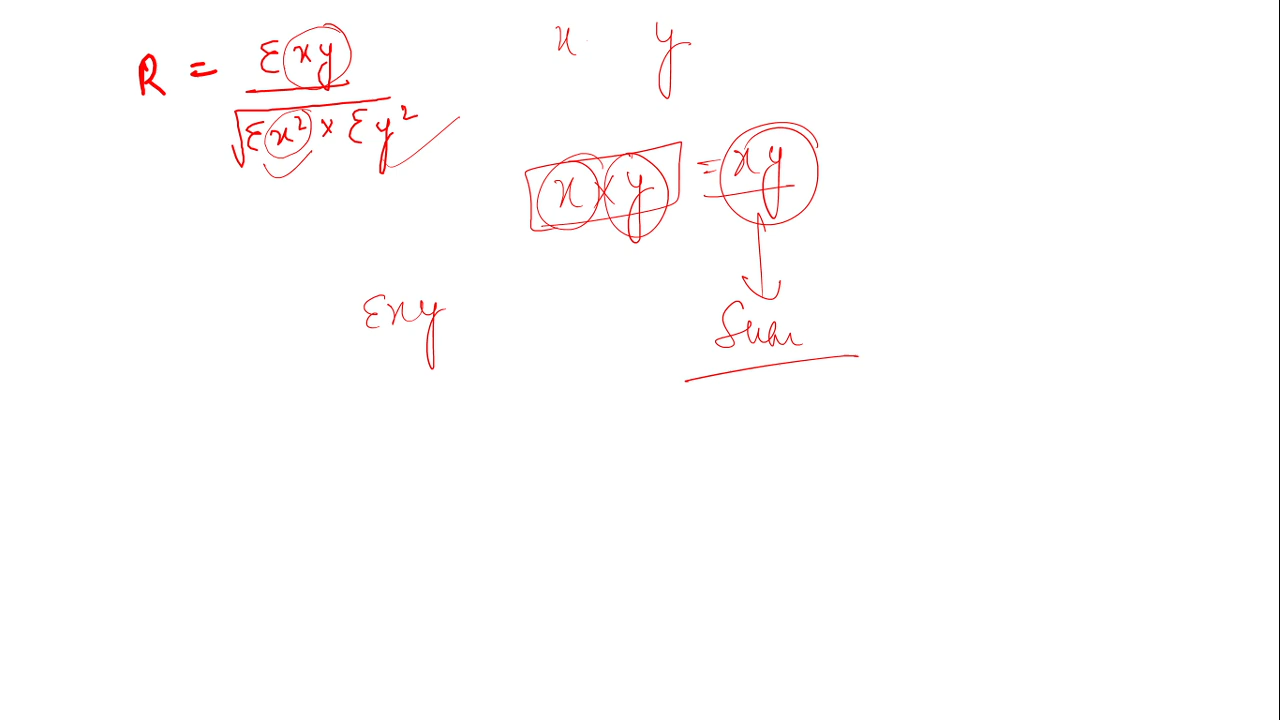 R = Σxy / √Σx² × Σy²
x y
x × y = xy
Σxy
Sum